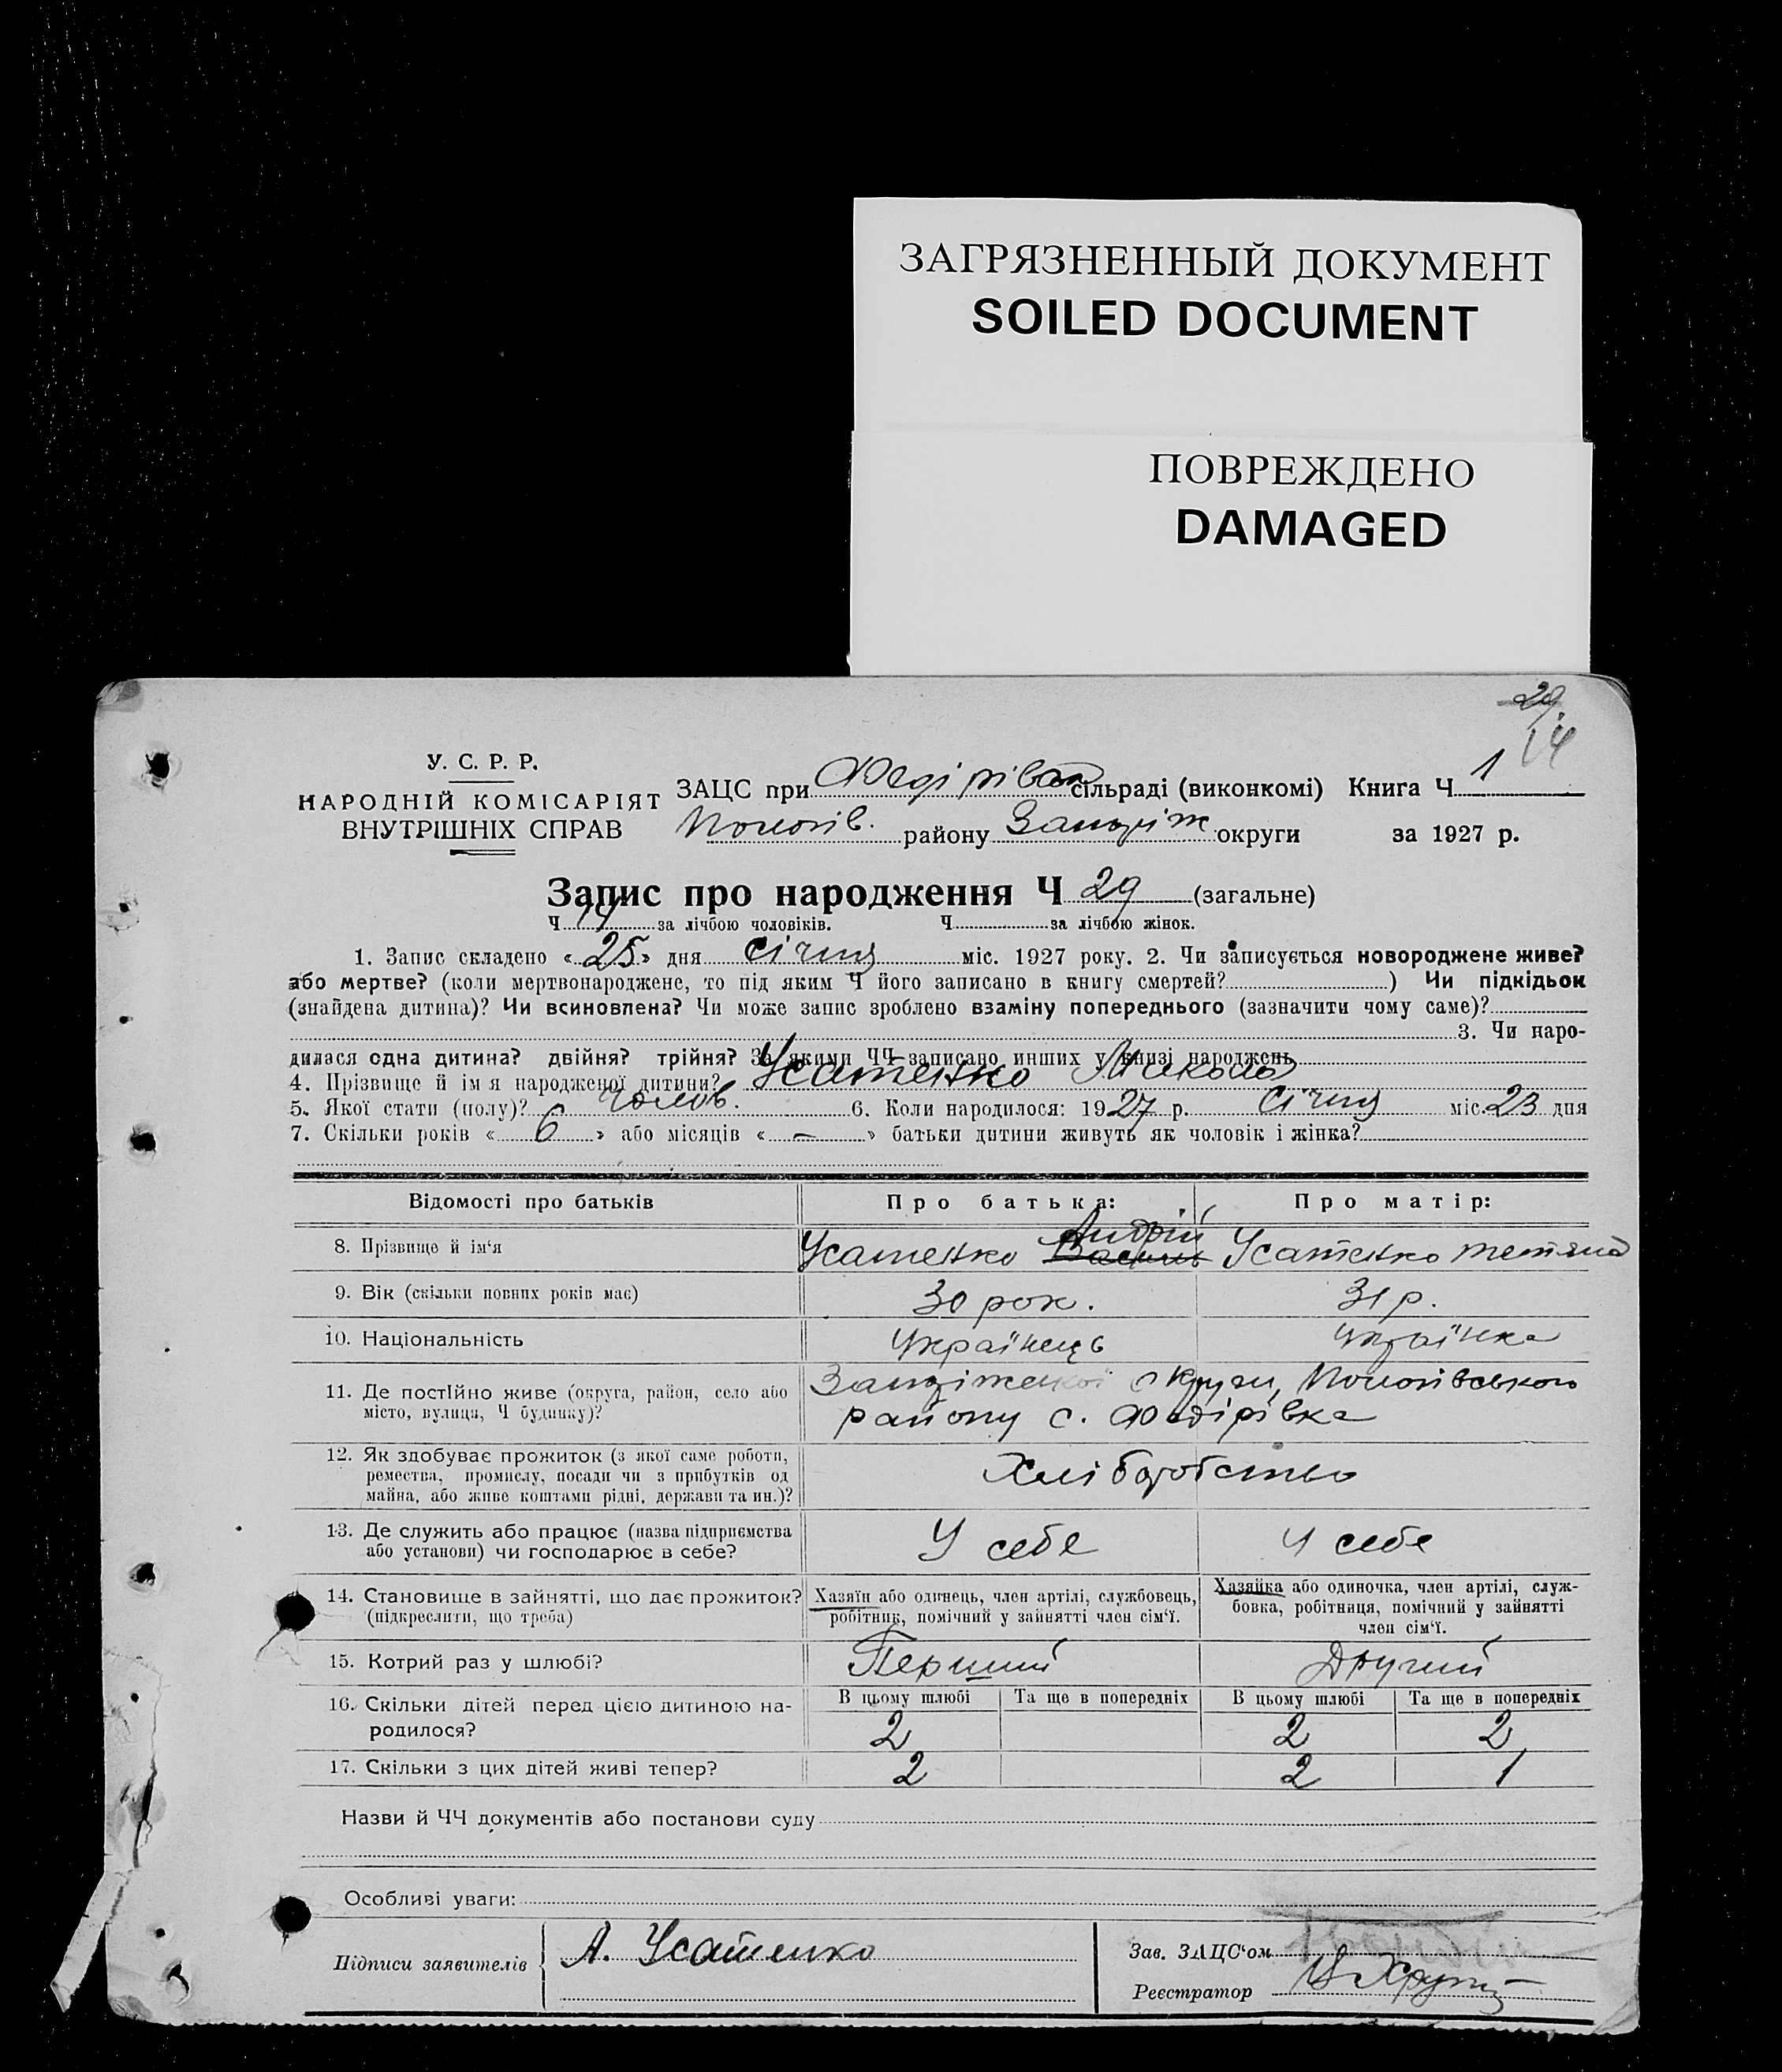 ЗАГРЯЗНЕННЫЙ ДОКУМЕНТ
SOILED DOCUMENT
ПОВРЕЖДЕНО
DAMAGED
29
14
У. С. Р. Р.
НАРОДНІЙ КОМІСАРІЯТ
ВНУТРІШНІХ СПРАВ
ЗАЦС при Федірівськ сільраді (виконкомі) Книга Ч 1
Пологів. району Запоріж округи за 1927 р.
Запис про народження Ч 29 (загальне)
Ч 14 за лічбою чоловіків. Ч за лічбою жінок.
1. Запис складено « 25 » дня січня міс. 1927 року. 2. Чи записується новороджене живе?
або мертве? (коли мертвонароджене, то під яким Ч його записано в книгу смертей? ) Чи підкідьок
(знайдена дитина)? Чи всиновлена? Чи може запис зроблено взаміну попереднього (зазначити чому саме)?
3. Чи наро-
дилася одна дитина? двійня? трійня? За якими ЧЧ записано инших у книзі народжень
4. Прізвище й ім я народженої дитини? Усатенко Микола
5. Якої стати (полу)? Чолов. 6. Коли народилося: 1927 р. Січня міс. 23 дня
7. Скільки років « 6 » або місяців « – » батьки дитини живуть як чоловік і жінка?
Відомості про батьків Про батька: Про матір:
8. Прізвище й ім‘я Усатенко Василь Андрій Усатенко Тетяна
9. Вік (скільки повних років має) 30 рок. 31 р.
10. Національність Українець Українка
11. Де постійно живе (округа, район, село або
місто, вулиця, Ч будинку)?
Запоріженкої округи, Пологівського
району с. Федірівка
12. Як здобуває прожиток (з якої саме роботи,
ремества, промислу, посади чи з прибутків од
майна, або живе коштами рідні, держави та ин.)?
Хліборобство
13. Де служить або працює (назва підприємства
або установи) чи господарює в себе?
У себе У себе
14. Становище в зайнятті, що дає прожиток?
(підкреслити, що треба)
Хазяїн або одинець, член артілі, службовець,
робітник, помічний у зайнятті член сім‘ї.
Хазяйка або одиночка, член артілі, служ-
бовка, робітниця, помічний у зайнятті
член сім‘ї.
15. Котрий раз у шлюбі? Перший Другий
16. Скільки дітей перед цією дитиною на-
родилося?
В цьому шлюбі Та ще в попередніх В цьому шлюбі Та ще в попередніх
2 2 2
17. Скільки з цих дітей живі тепер? 2 2 1
Назви й ЧЧ документів або постанови суду
Особливі уваги:
Підписи заявителів А. Усатенко
Зав. ЗАЦС‘ом
Реєстратор